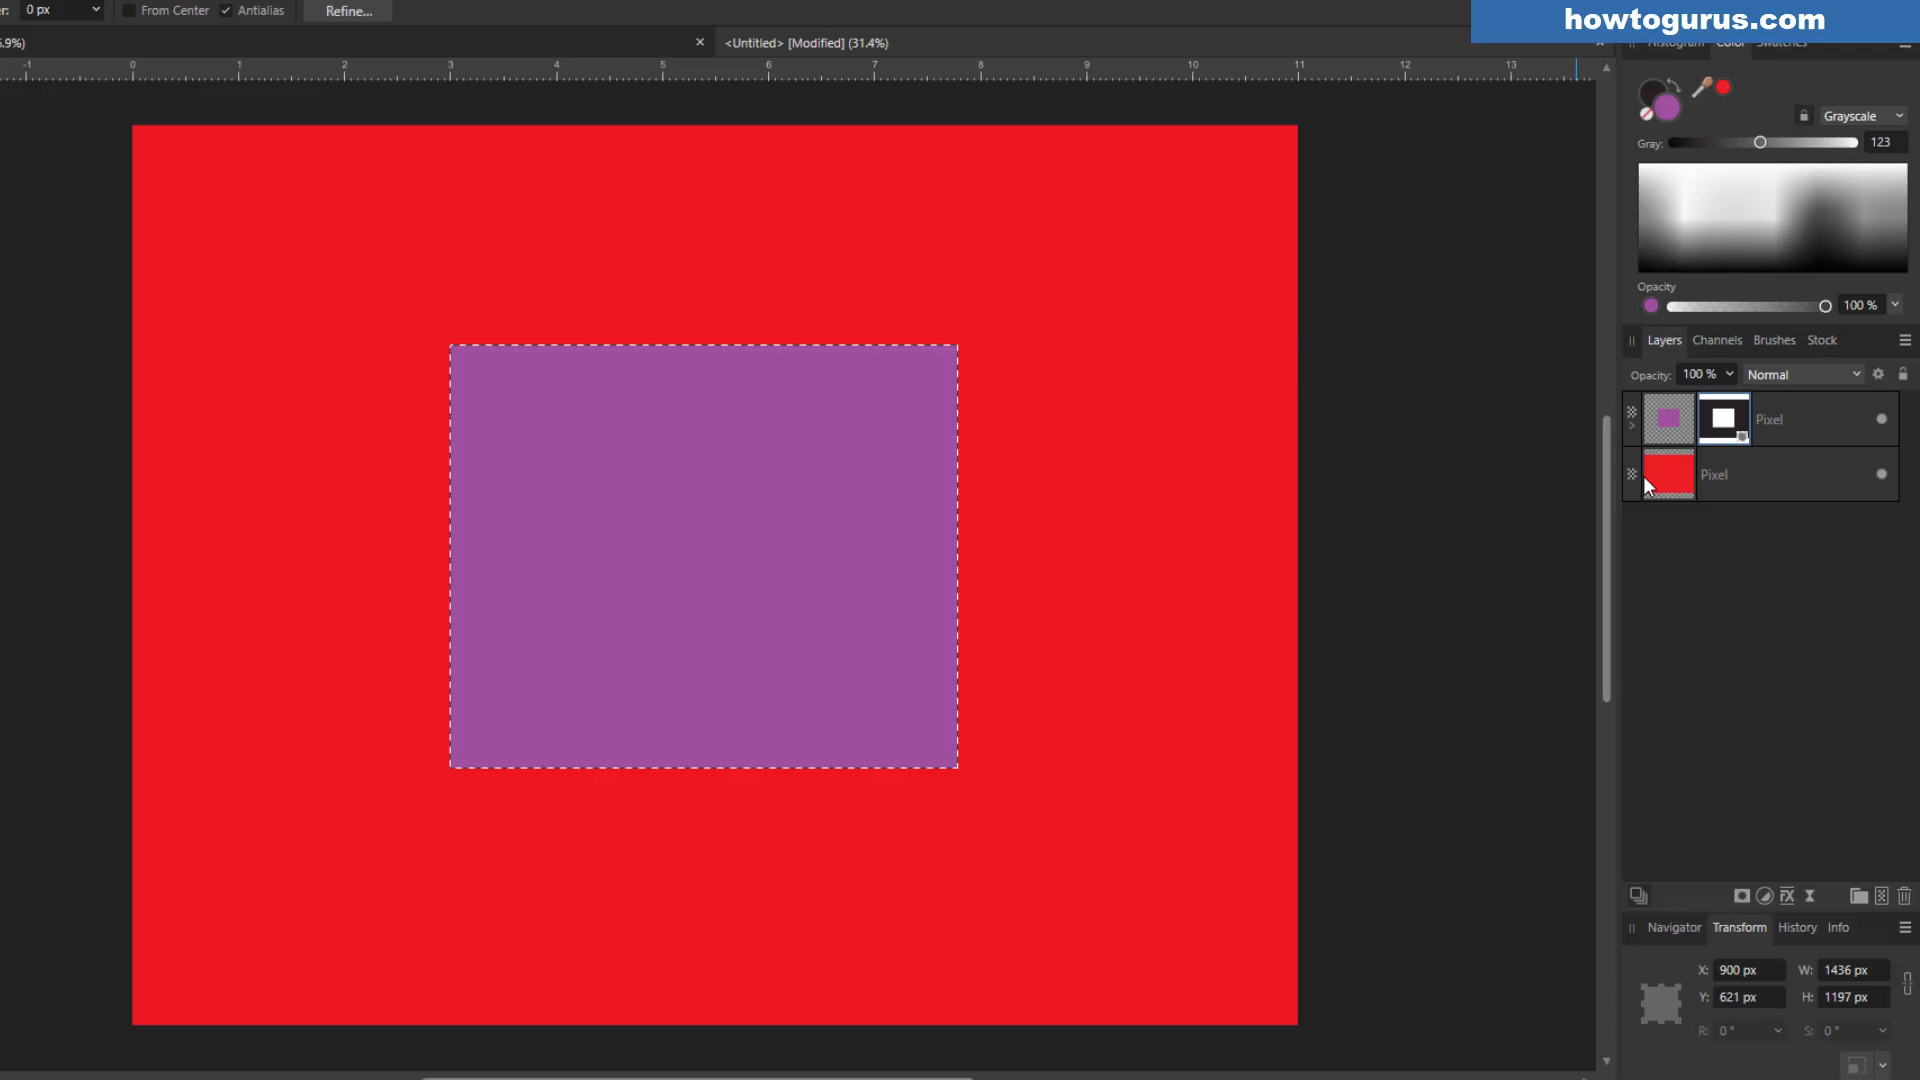 r: 0 px From Center Antialias Refine...
howtogurus.com
5.9%)
<Untitled> [Modified] (31.4%)
Histogram Color Swatches
-1 0 1 2 3 4 5 6 7 8 9 10 11 12 13
Grayscale
Gray: 123
Opacity
100 %
Layers Channels Brushes Stock
Opacity: 100 % Normal
Pixel
Pixel
Navigator Transform History Info
X: 900 px W: 1436 px
Y: 621 px H: 1197 px
R: 0 ° S: 0 °